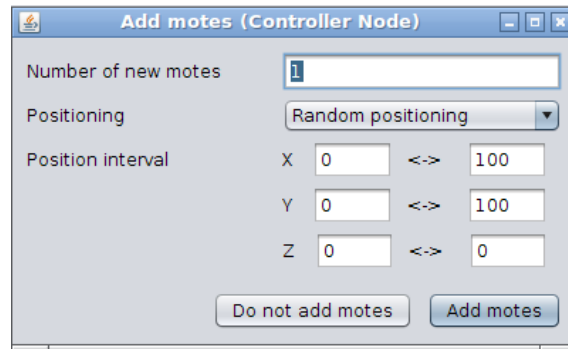 Add motes (Controller Node)
Number of new motes 1
Positioning Random positioning
Position interval X 0 <-> 100
Y 0 <-> 100
Z 0 <-> 0
Do not add motes Add motes